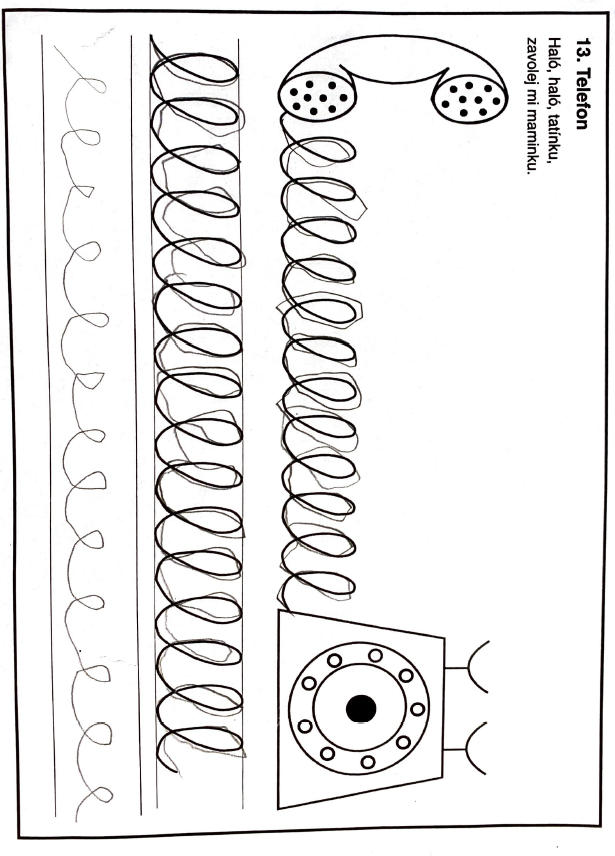 13. Telefon
Haló, haló, tatínku,
zavolej mi maminku.